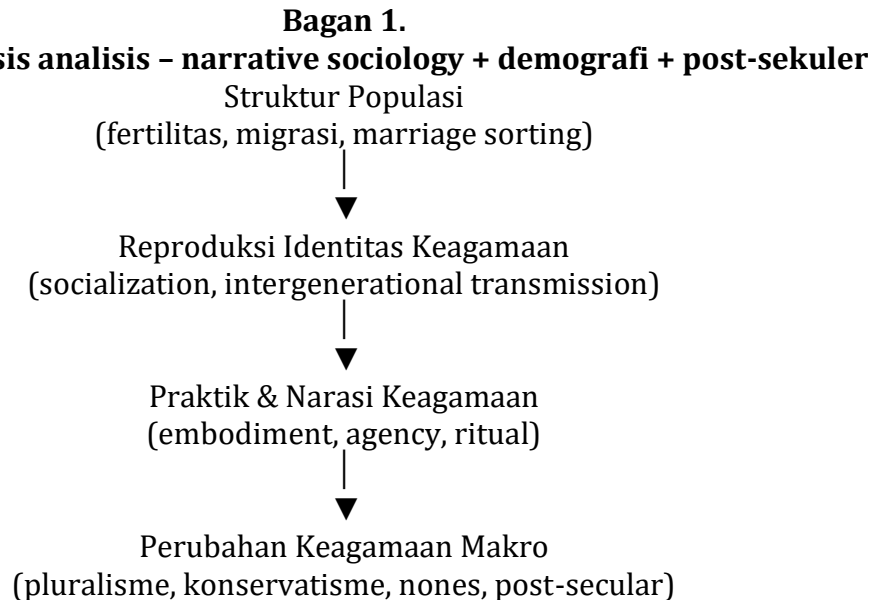 Bagan 1.
sis analisis – narrative sociology + demografi + post-sekuler
Struktur Populasi
(fertilitas, migrasi, marriage sorting)
Reproduksi Identitas Keagamaan
(socialization, intergenerational transmission)
Praktik & Narasi Keagamaan
(embodiment, agency, ritual)
Perubahan Keagamaan Makro
(pluralisme, konservatisme, nones, post-secular)